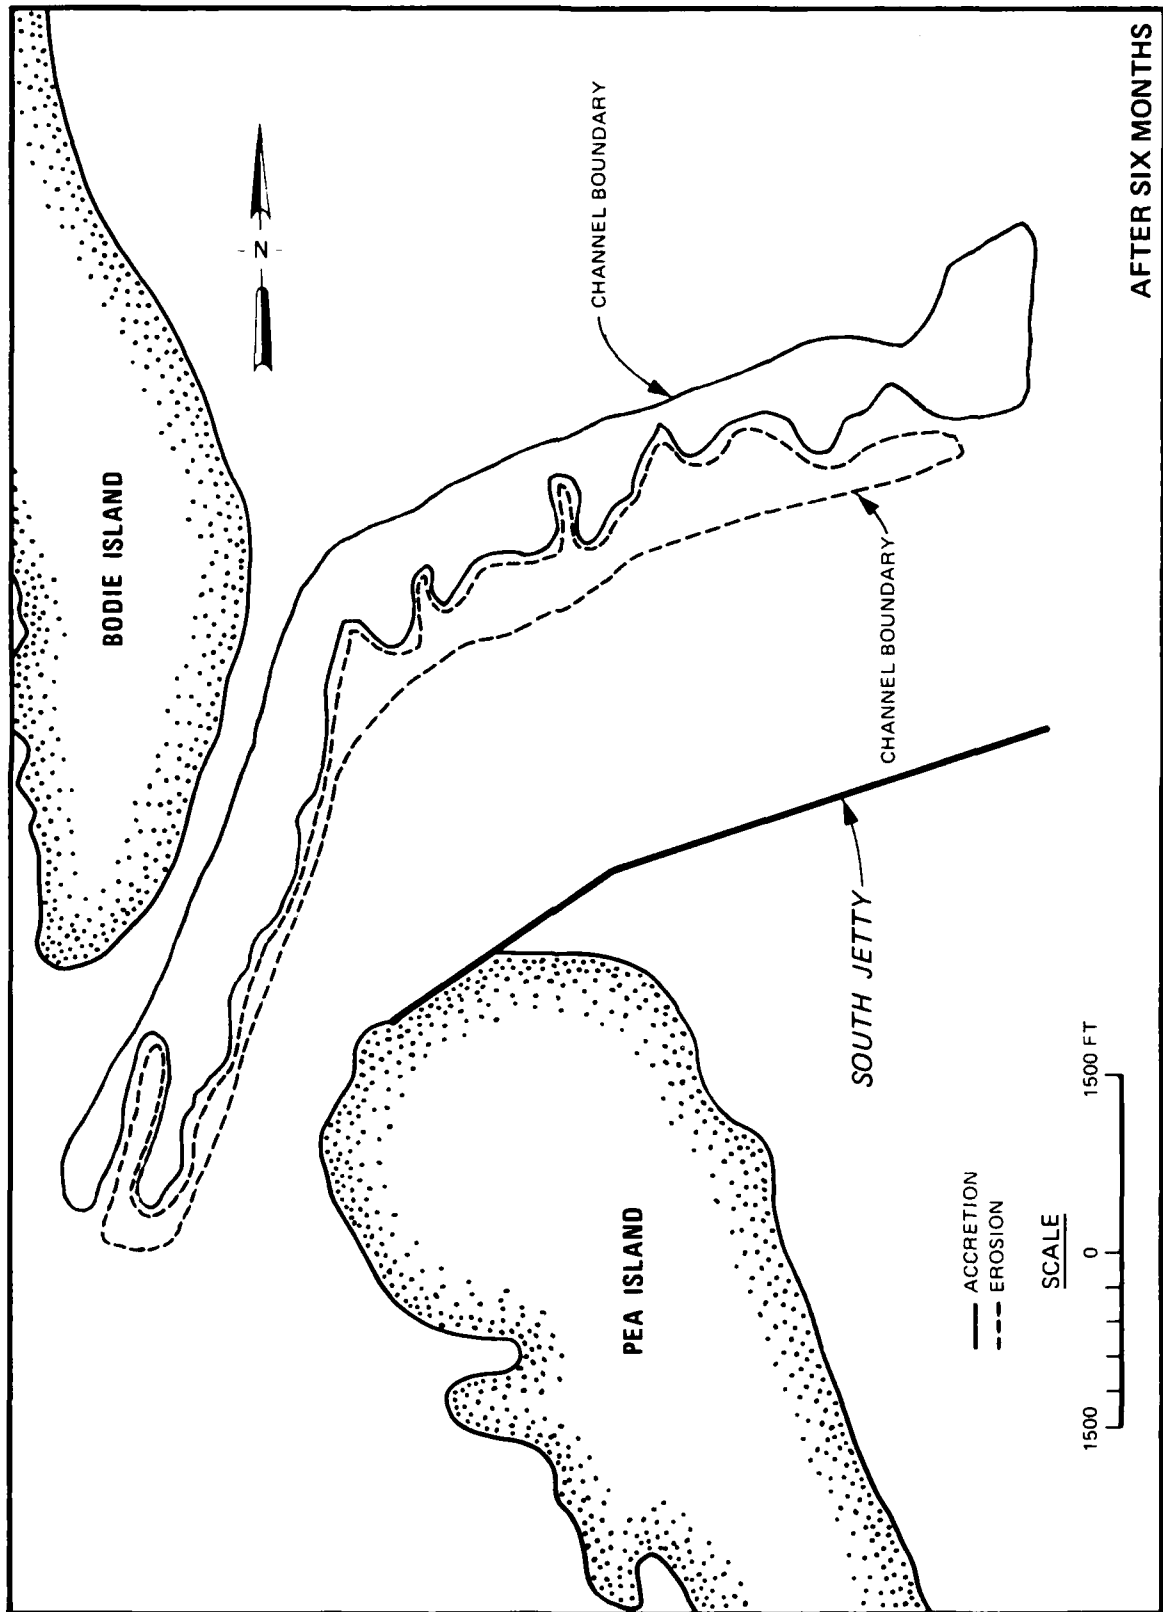 BODIE ISLAND
N
CHANNEL BOUNDARY
CHANNEL BOUNDARY
SOUTH JETTY
PEA ISLAND
ACCRETION
EROSION
SCALE
1500 0 1500 FT
AFTER SIX MONTHS